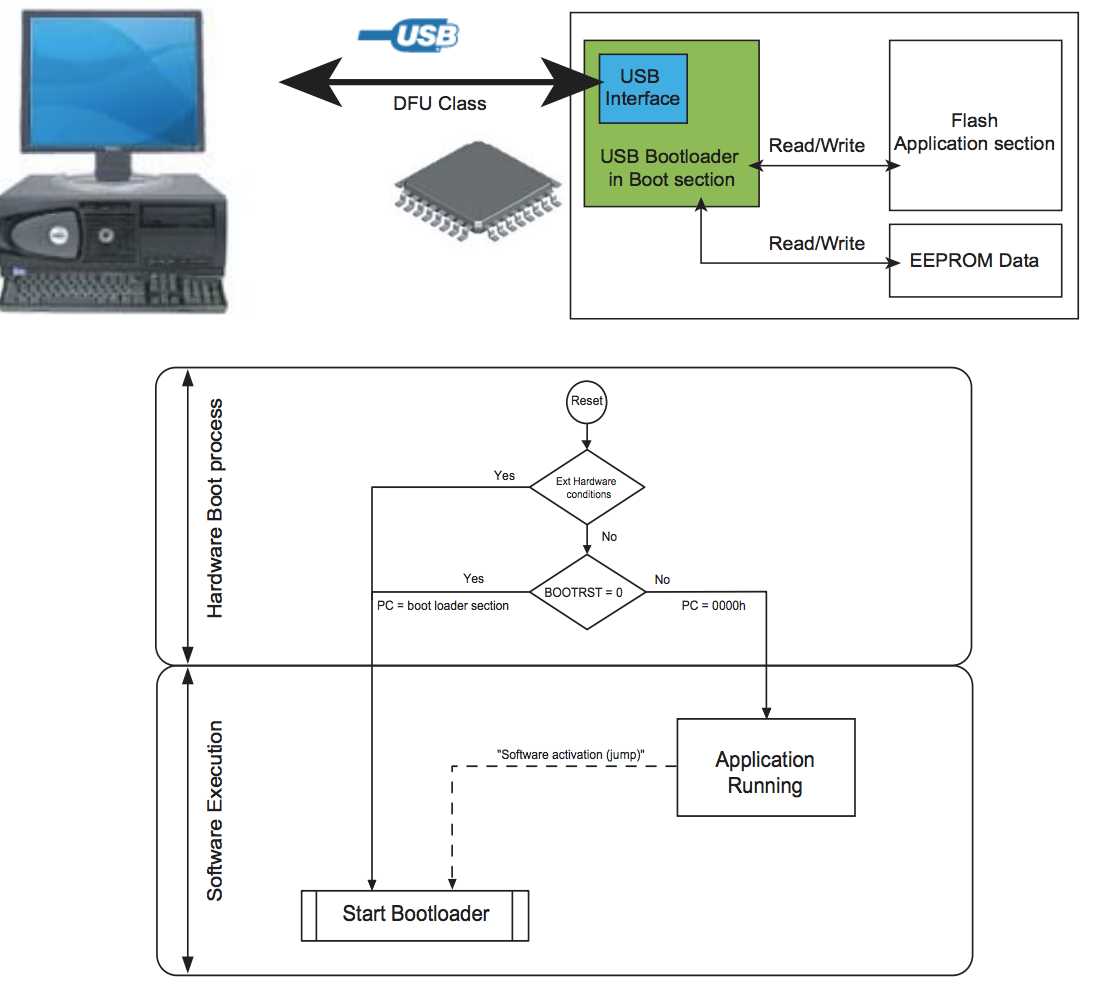 USB
DFU Class
USB
Interface
USB Bootloader
in Boot section
Read/Write
Flash
Application section
Read/Write
EEPROM Data
Hardware Boot process
Reset
Yes
Ext Hardware
conditions
No
Yes
BOOTRST = 0
No
PC = boot loader section
PC = 0000h
Software Execution
"Software activation (jump)"
Application
Running
Start Bootloader